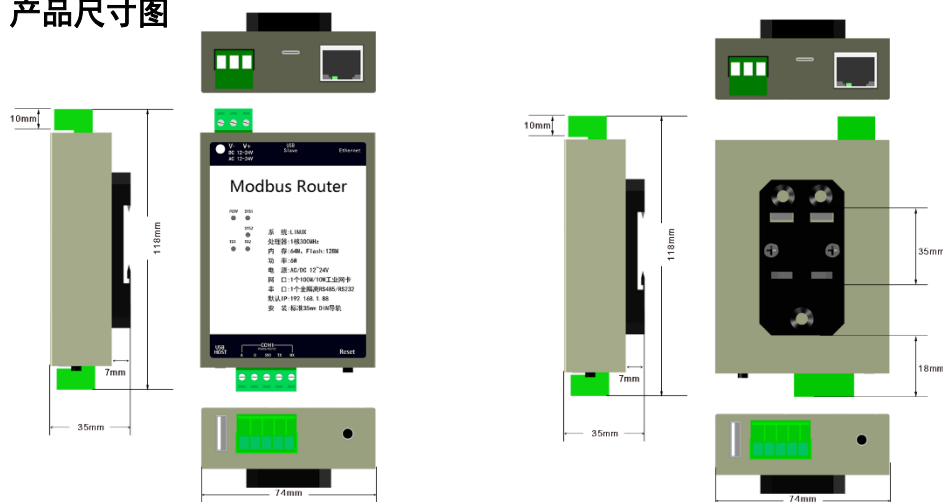 产品尺寸图
10mm
118mm
7mm
35mm
V- V+
DC 12-24V
AC 12-24V
USB
Slave
Ethernet
Modbus Router
POW SYS1
SYS2
系 统:LINUX
处理器:1核300MHz
内 存:64M、Flash:128M
功 率:6W
电 源:AC/DC 12~24V
网 口:1个100M/10M工业网卡
串 口:1个全隔离RS485/RS232
默认IP:192.168.1.88
安 装:标准35mm DIN导轨
USB
HOST
COM1
Reset
74mm
10mm
118mm
7mm
35mm
35mm
18mm
74mm